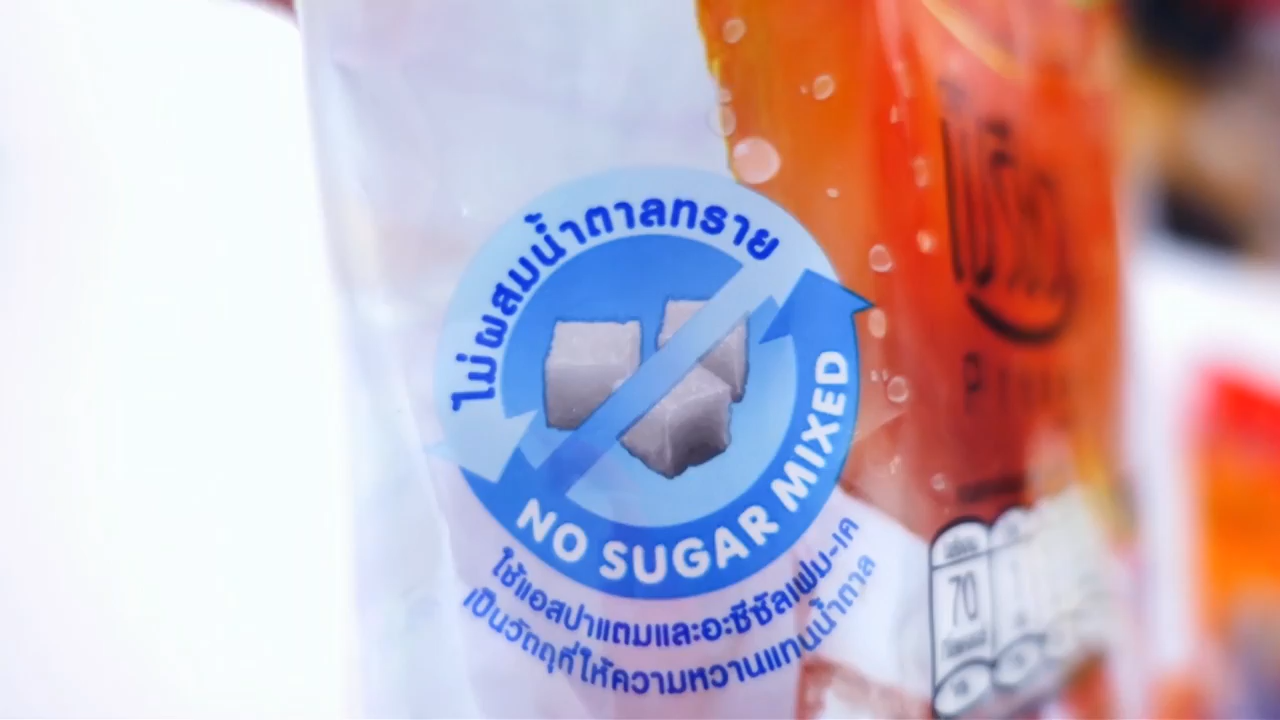 ไม่ผสมน้ำตาลทราย
NO SUGAR MIXED
ใช้แอสปาแตมและอะซีซัลเฟม-เค
เป็นวัตถุที่ให้ความหวานแทนน้ำตาล
70